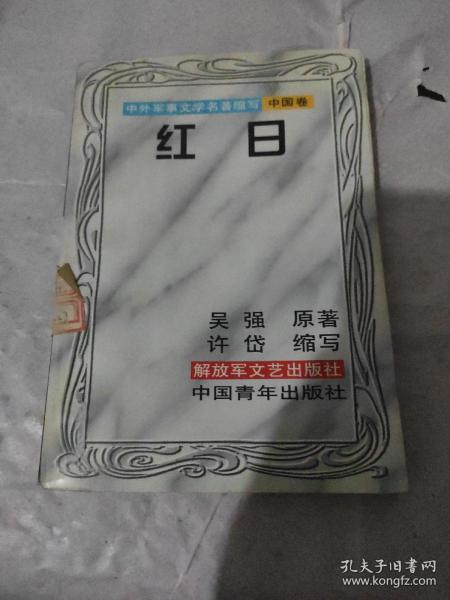 中外军事文学名著缩写 中国卷
红日
吴强 原著
许岱 缩写
解放军文艺出版社
中国青年出版社
孔夫子旧书网
www.kongfz.com